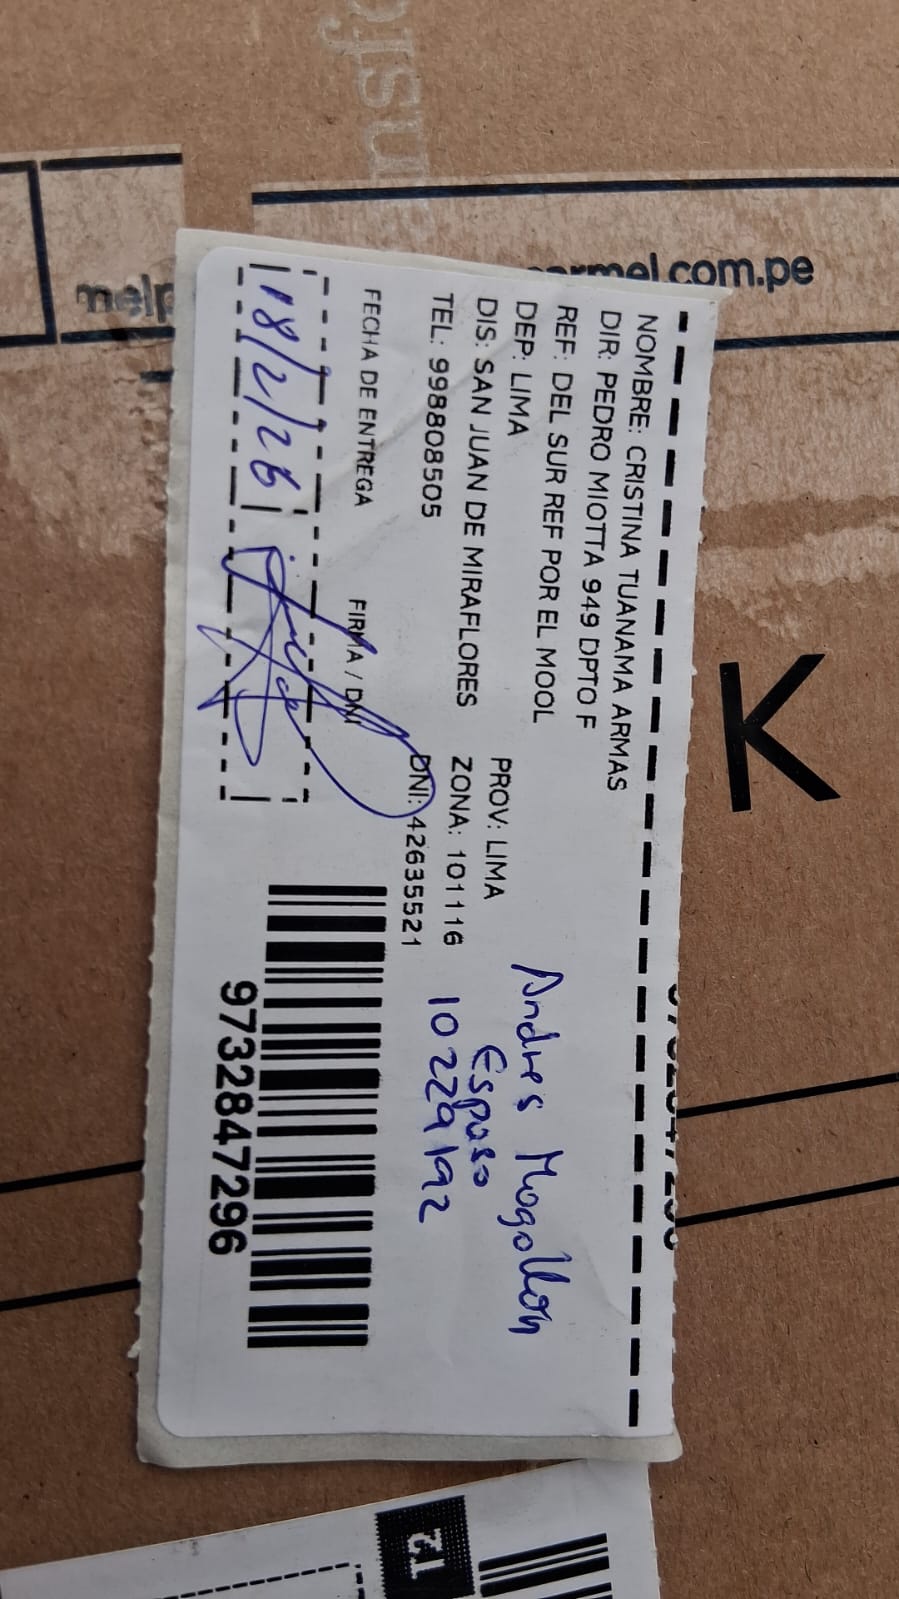 armel.com.pe
melp
K
NOMBRE: CRISTINA TUANAMA ARMAS
DIR: PEDRO MIOTTA 949 DPTO F
REF: DEL SUR REF POR EL MOOL
DEP: LIMA
PROV: LIMA
DIS: SAN JUAN DE MIRAFLORES
ZONA: 101116
TEL: 998808505
DNI: 42635521
Andres Mogollon
Esposo
10229192
FECHA DE ENTREGA
FIRMA / DNI
18/2/26
9732847296